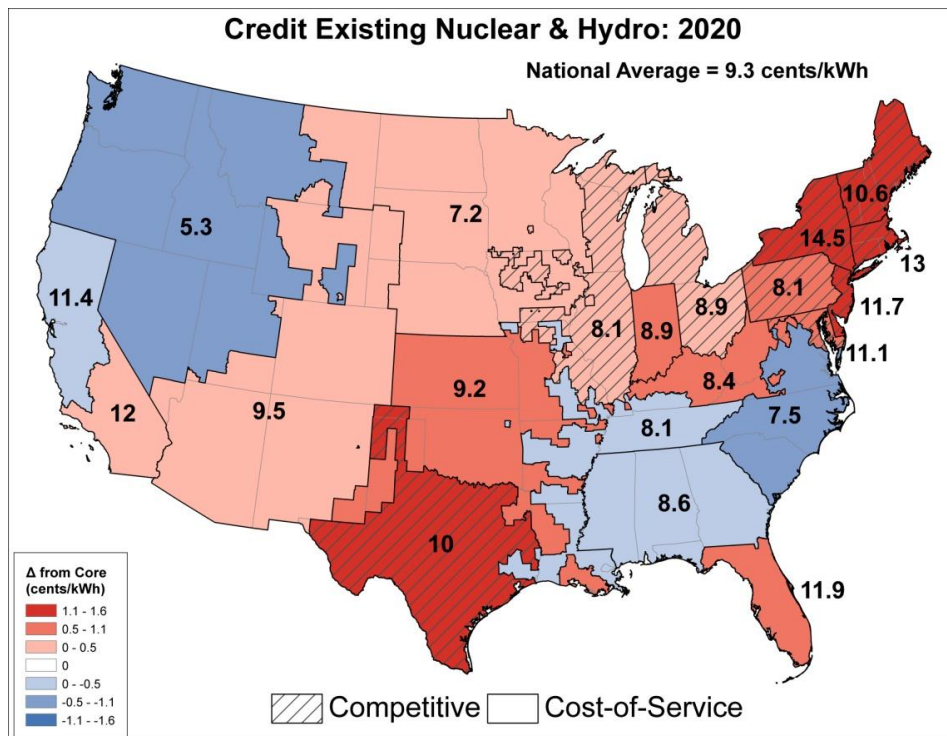 Credit Existing Nuclear & Hydro: 2020
National Average = 9.3 cents/kWh
5.3
7.2
10.6
14.5
13
11.4
8.1
8.9
8.9
8.1
11.7
11.1
12
9.5
9.2
8.4
8.1
7.5
8.6
10
11.9
Δ from Core
(cents/kWh)
1.1 - 1.6
0.5 - 1.1
0 - 0.5
0
0 - -0.5
-0.5 - -1.1
-1.1 - -1.6
Competitive
Cost-of-Service